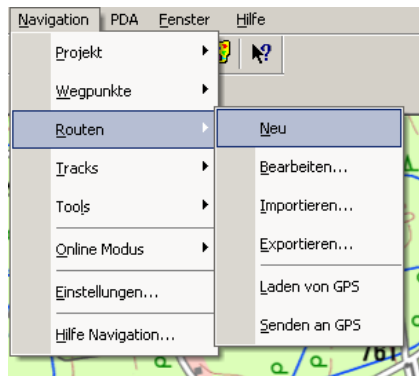 Navigation PDA Fenster Hilfe
Projekt
Wegpunkte
Routen
Neu
Bearbeiten...
Importieren...
Exportieren...
Laden von GPS
Senden an GPS
Tracks
Tools
Online Modus
Einstellungen...
Hilfe Navigation...
761